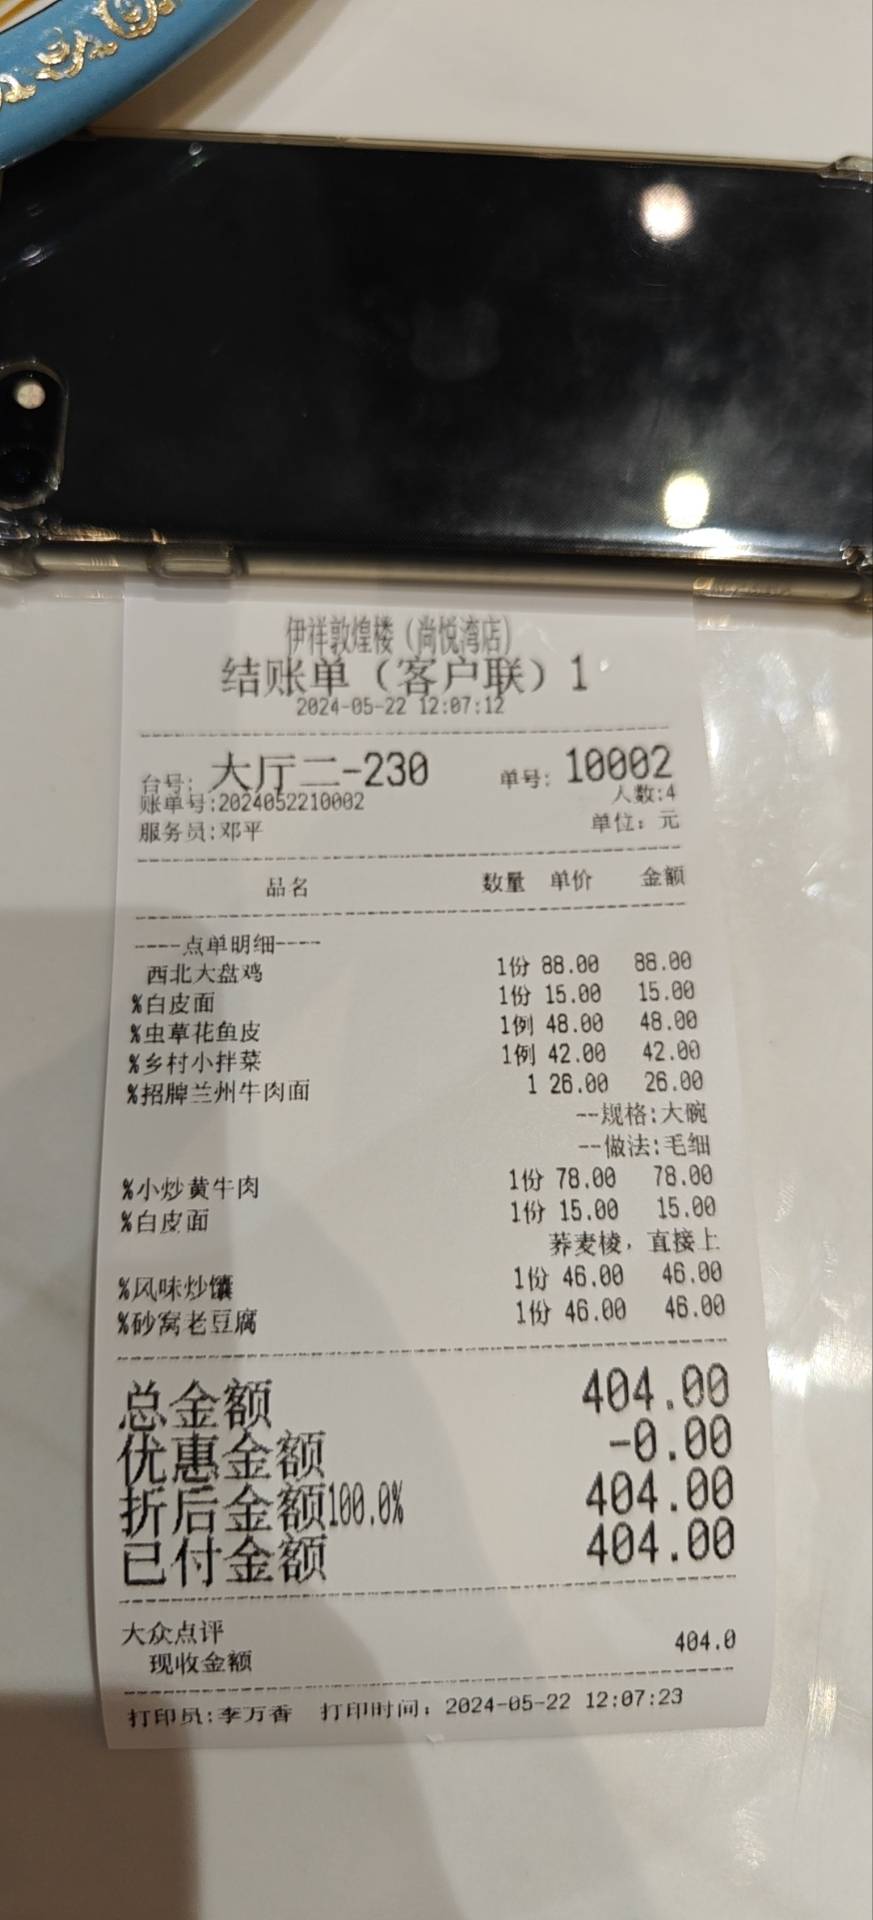 伊祥敦煌楼（尚悦湾店）
结账单（客户联）1
2024-05-22 12:07:12
台号: 大厅二-230 单号: 10002
账单号:2024052210002 人数:4
服务员:邓平 单位: 元
品名 数量 单价 金额
----点单明细----
西北大盘鸡 1份 88.00 88.00
%白皮面 1份 15.00 15.00
%虫草花鱼皮 1例 48.00 48.00
%乡村小拌菜 1例 42.00 42.00
%招牌兰州牛肉面 1 26.00 26.00
--规格:大碗
--做法:毛细
%小炒黄牛肉 1份 78.00 78.00
%白皮面 1份 15.00 15.00
荞麦棱，直接上
%风味炒馕 1份 46.00 46.00
%砂窝老豆腐 1份 46.00 46.00
总金额 404.00
优惠金额 -0.00
折后金额100.0% 404.00
已付金额 404.00
大众点评 404.0
现收金额
打印员:李万香 打印时间: 2024-05-22 12:07:23